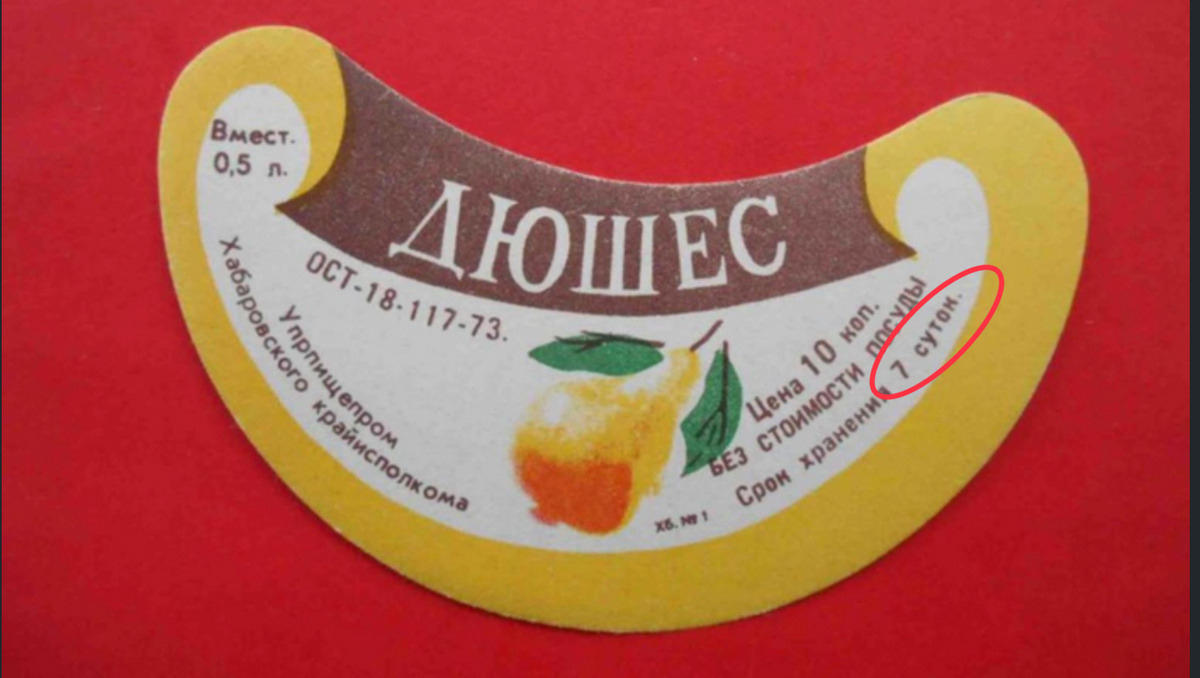 Вмест.
0,5 л.
ДЮШЕС
ОСТ-18-117-73.
Упрпищепром
Хабаровского крайисполкома
Цена 10 коп.
БЕЗ СТОИМОСТИ ПОСУДЫ
Срок хранения 7 суток.
Хб. № 1